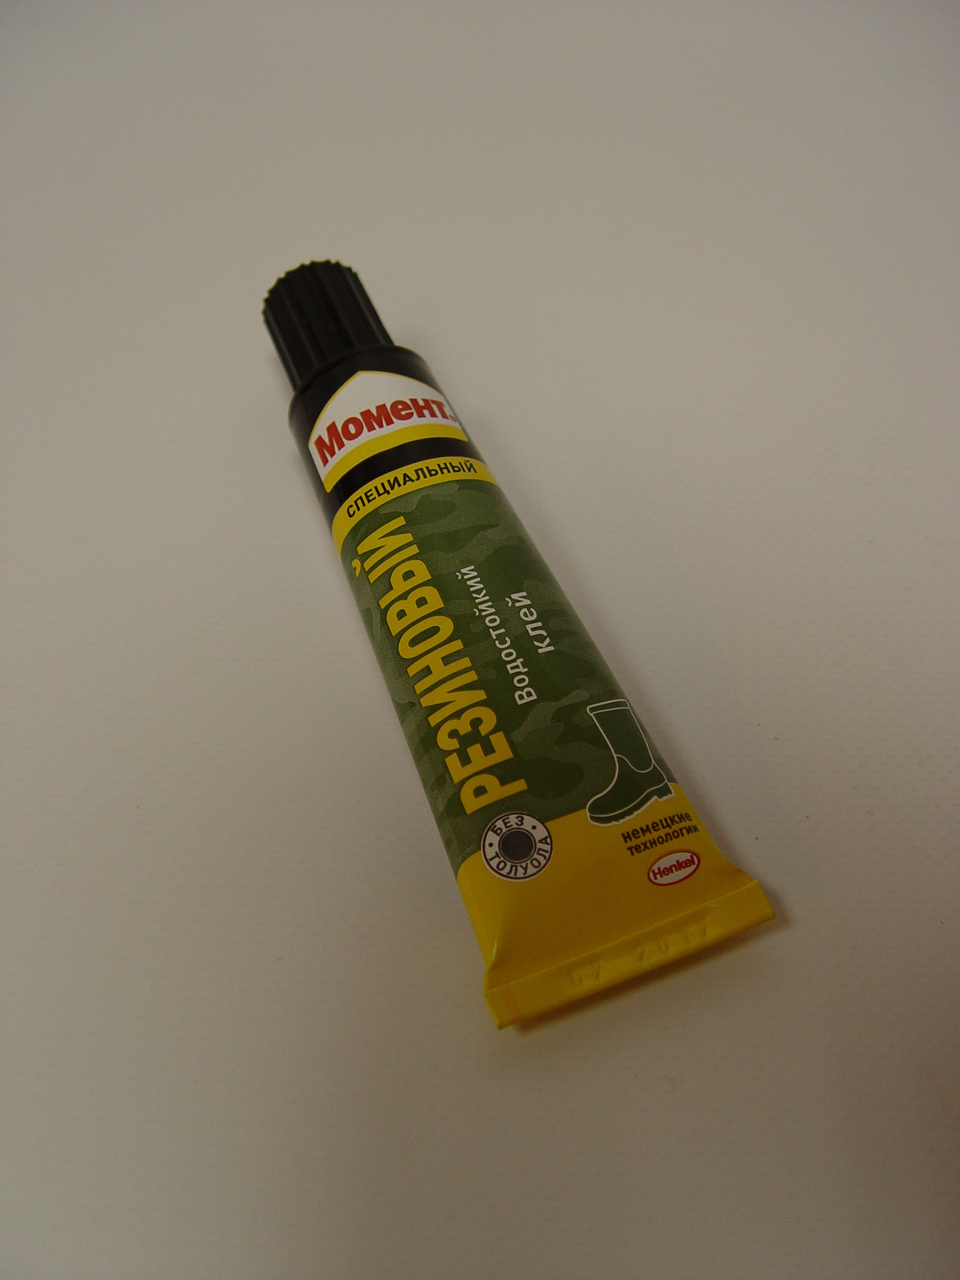 Момент
СПЕЦИАЛЬНЫЙ
РЕЗИНОВЫЙ
Водостойкий
клей
• БЕЗ •
ТОЛУОЛА
немецкие
технологии
Henkel